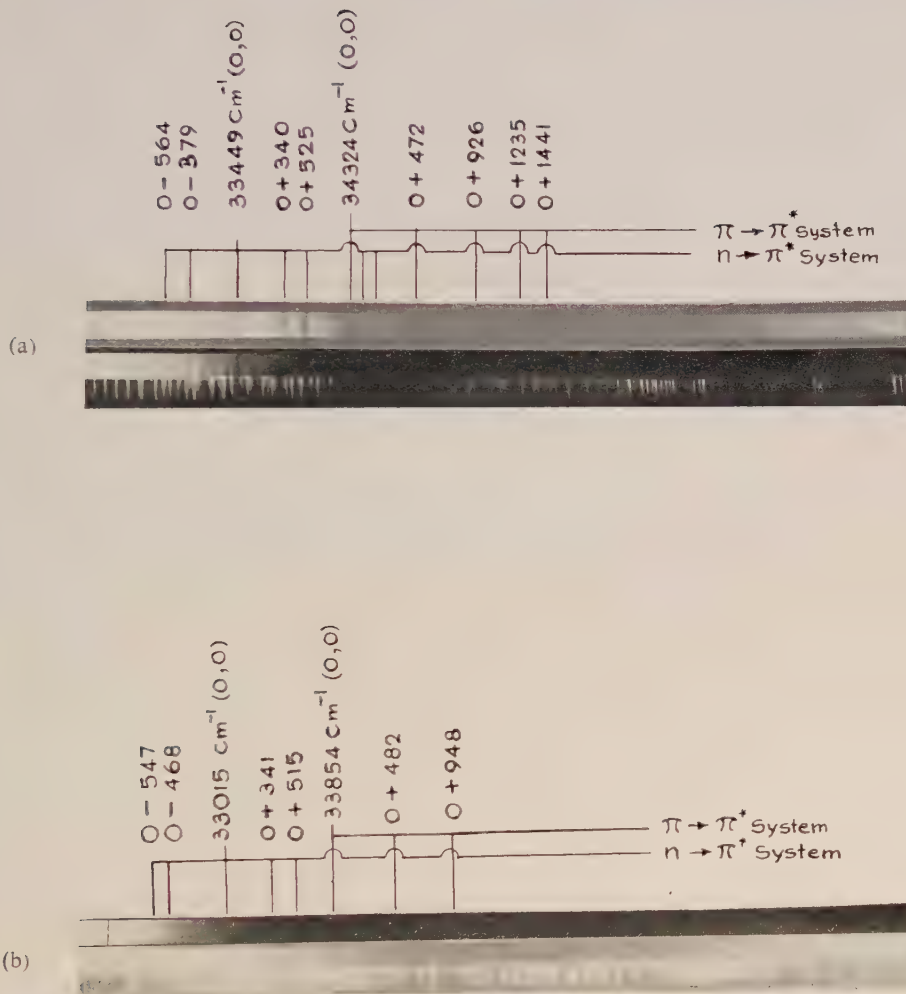 0 – 564
0 – 379
33449 cm⁻¹ (0,0)
0 + 340
0 + 525
34324 cm⁻¹ (0,0)
0 + 472
0 + 926
0 + 1235
0 + 1441
π → π* System
n → π* System
(a)
0 – 547
0 – 468
33015 cm⁻¹ (0,0)
0 + 341
0 + 515
33854 cm⁻¹ (0,0)
0 + 482
0 + 948
π → π* System
n → π* System
(b)